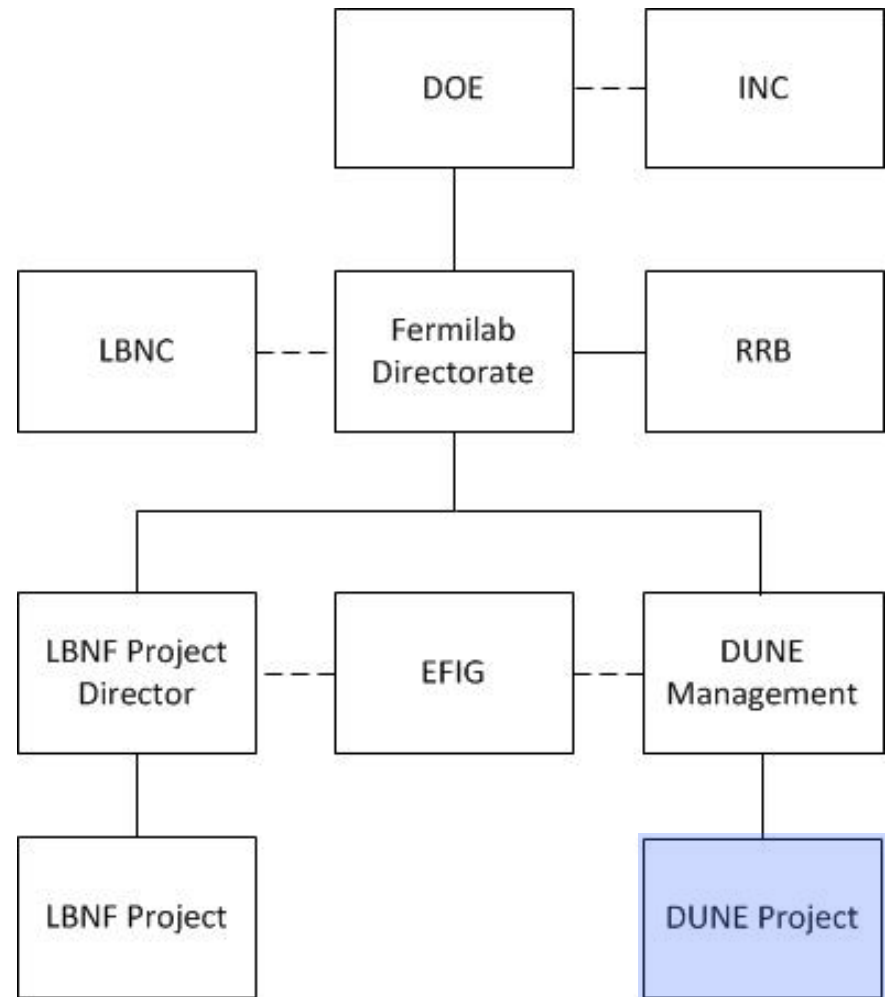 DOE
INC
LBNC
Fermilab
Directorate
RRB
LBNF Project
Director
EFIG
DUNE
Management
LBNF Project
DUNE Project